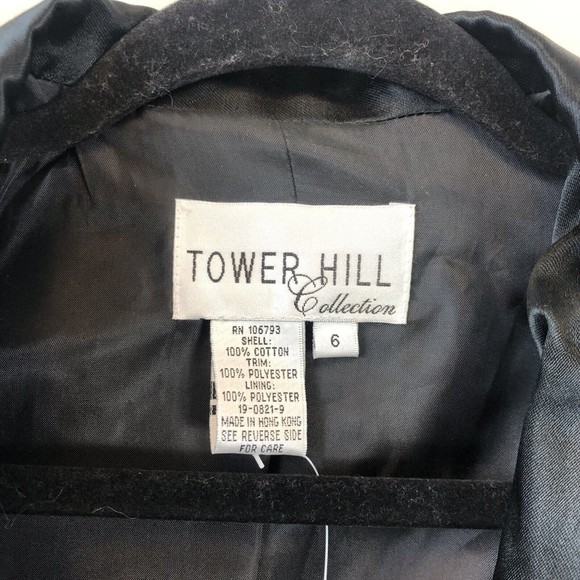 TOWER HILL
Collection
6
RN 106793
SHELL:
100% COTTON
TRIM:
100% POLYESTER
LINING:
100% POLYESTER
19-0821-9
MADE IN HONG KONG
SEE REVERSE SIDE
FOR CARE